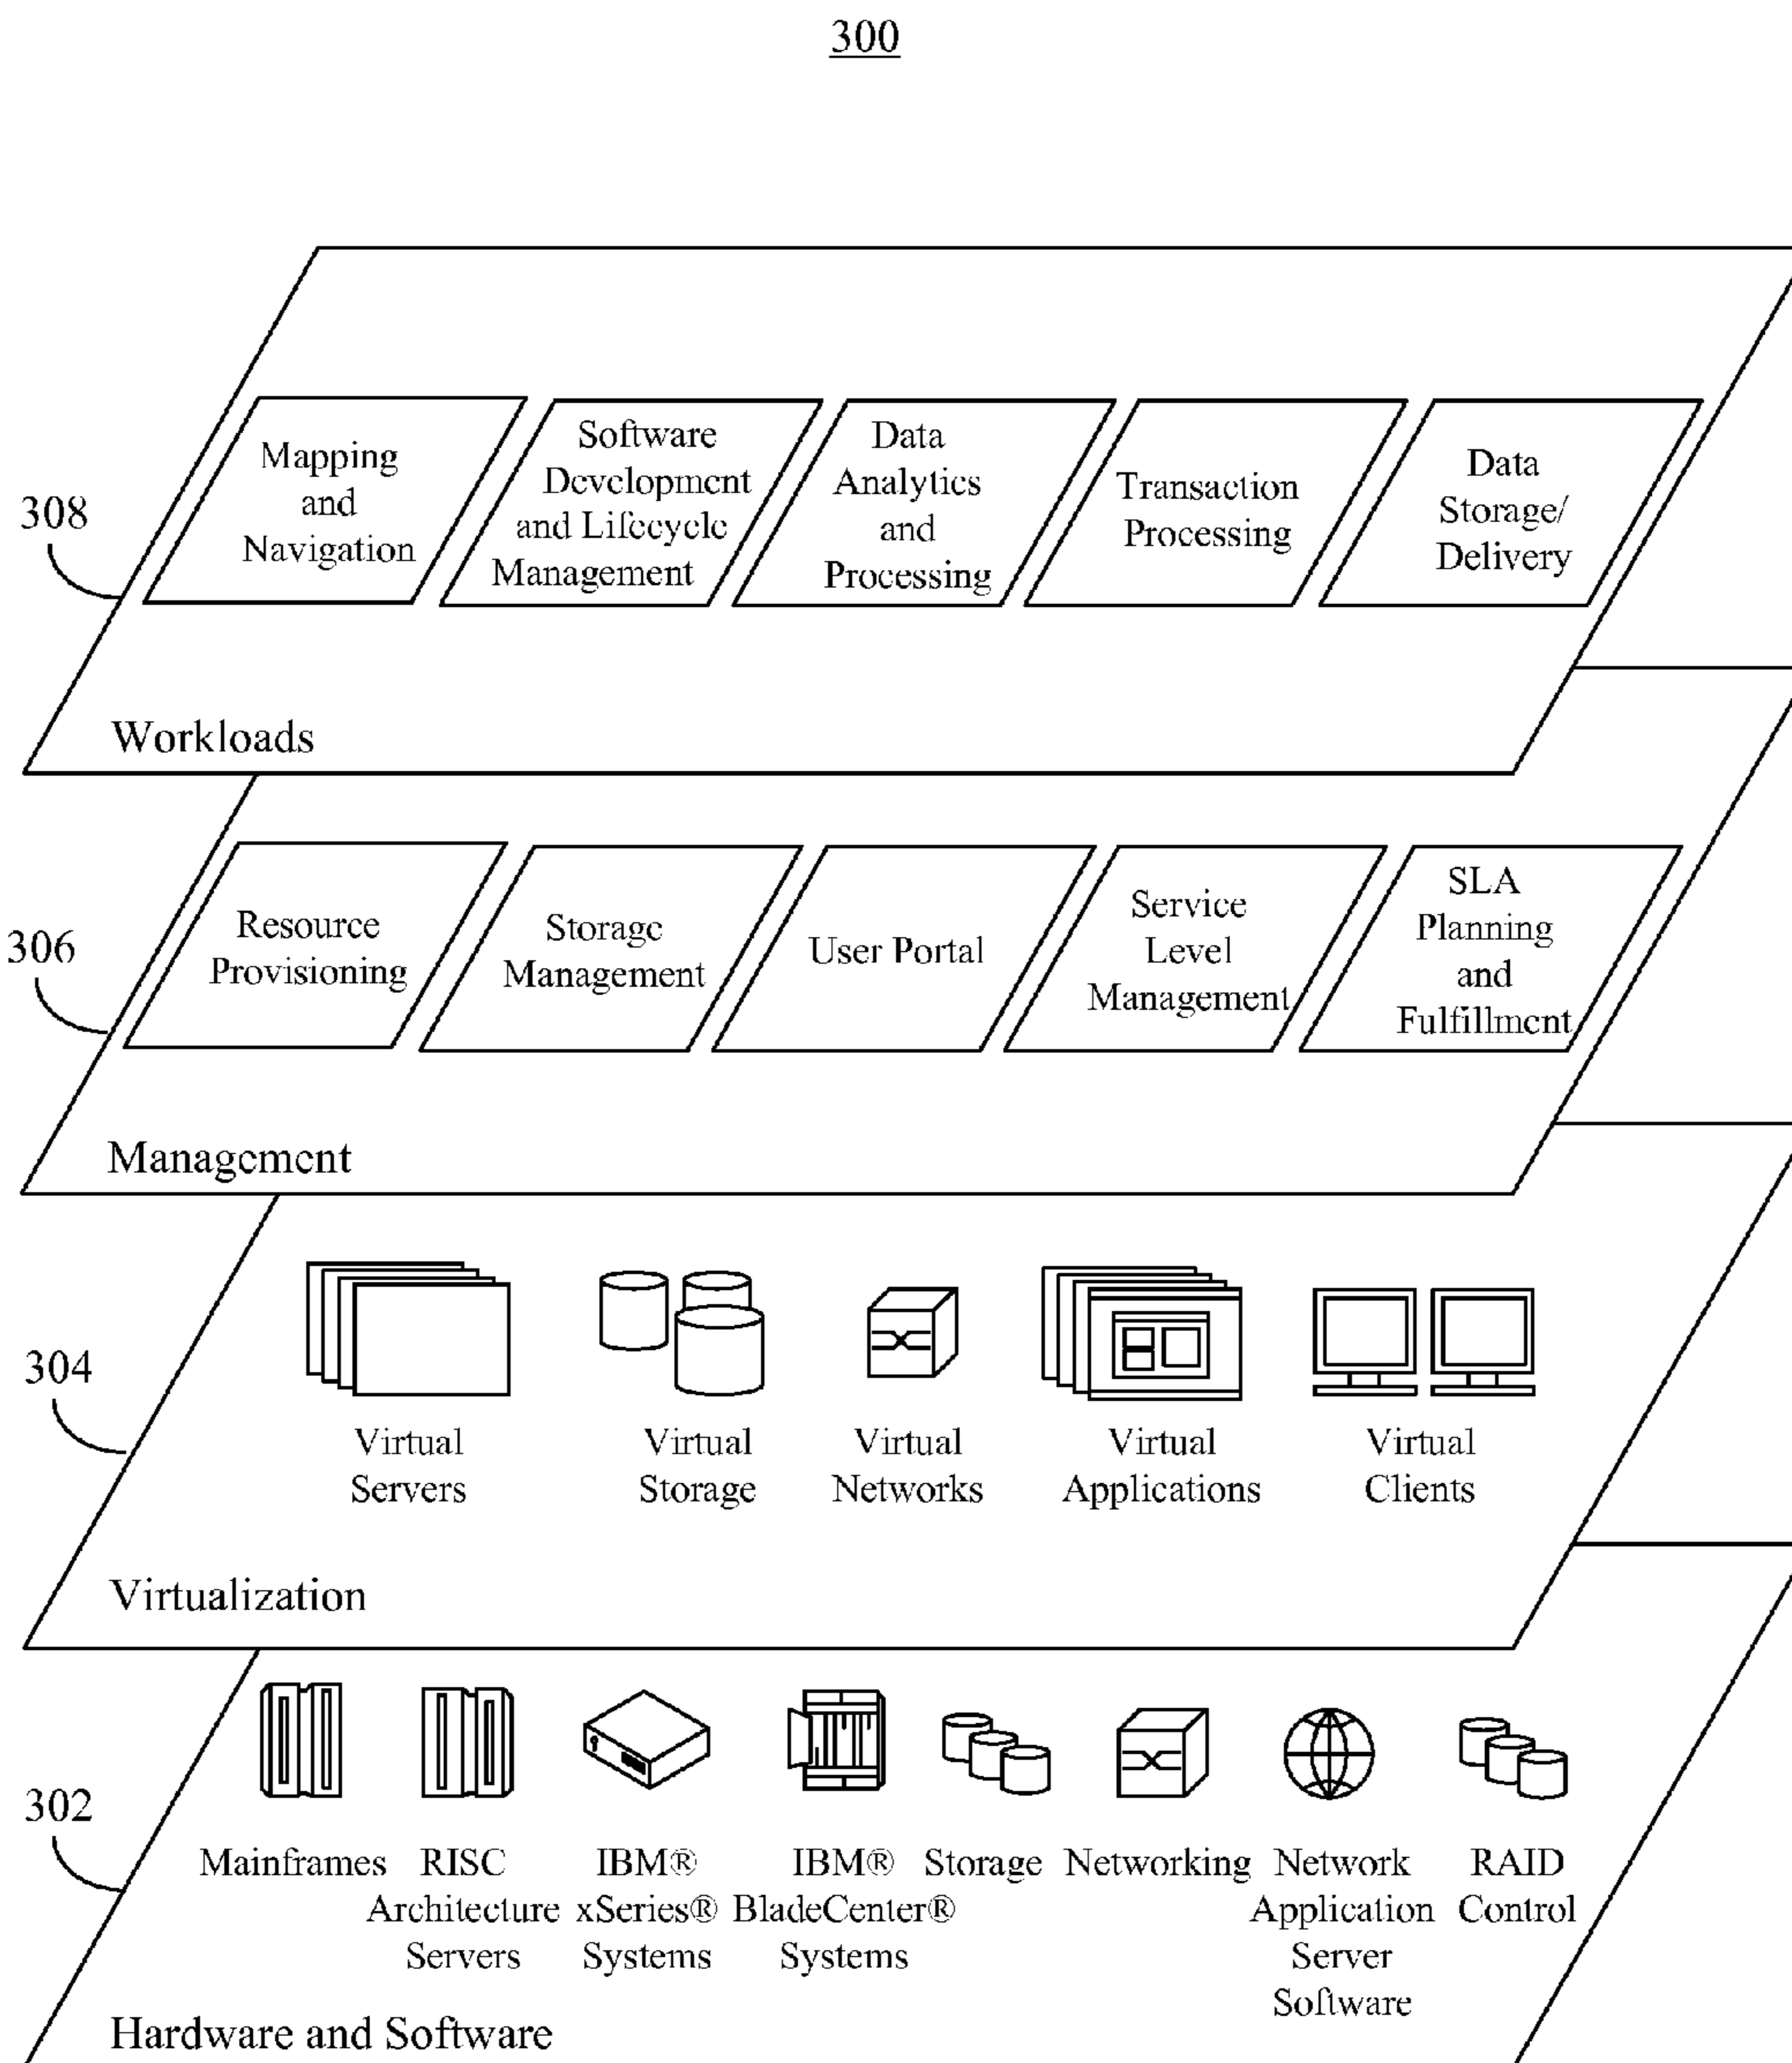 300
308
Mapping
and
Navigation
Software
Development
and Lifecycle
Management
Data
Analytics
and
Processing
Transaction
Processing
Data
Storage/
Delivery
Workloads
306
Resource
Provisioning
Storage
Management
User Portal
Service
Level
Management
SLA
Planning
and
Fulfillment
Management
304
Virtual
Servers
Virtual
Storage
Virtual
Networks
Virtual
Applications
Virtual
Clients
Virtualization
302
Mainframes
RISC
Architecture
Servers
IBM®
xSeries®
Systems
IBM®
BladeCenter®
Systems
Storage
Networking
Network
Application
Server
Software
RAID
Control
Hardware and Software